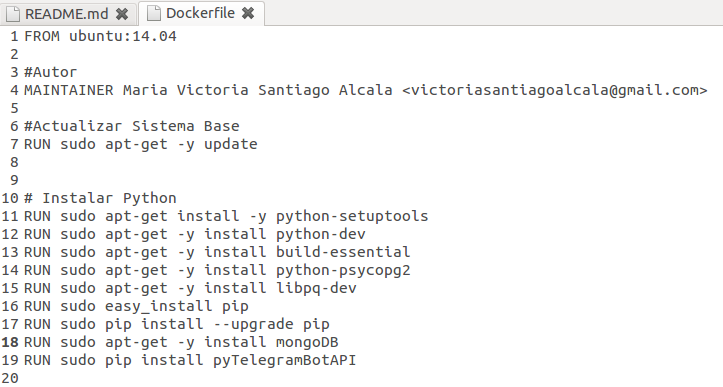 README.md Dockerfile
1 FROM ubuntu:14.04
2
3 #Autor
4 MAINTAINER Maria Victoria Santiago Alcala <victoriasantiagoalcala@gmail.com>
5
6 #Actualizar Sistema Base
7 RUN sudo apt-get -y update
8
9
10 # Instalar Python
11 RUN sudo apt-get install -y python-setuptools
12 RUN sudo apt-get -y install python-dev
13 RUN sudo apt-get -y install build-essential
14 RUN sudo apt-get -y install python-psycopg2
15 RUN sudo apt-get -y install libpq-dev
16 RUN sudo easy_install pip
17 RUN sudo pip install --upgrade pip
18 RUN sudo apt-get -y install mongoDB
19 RUN sudo pip install pyTelegramBotAPI
20